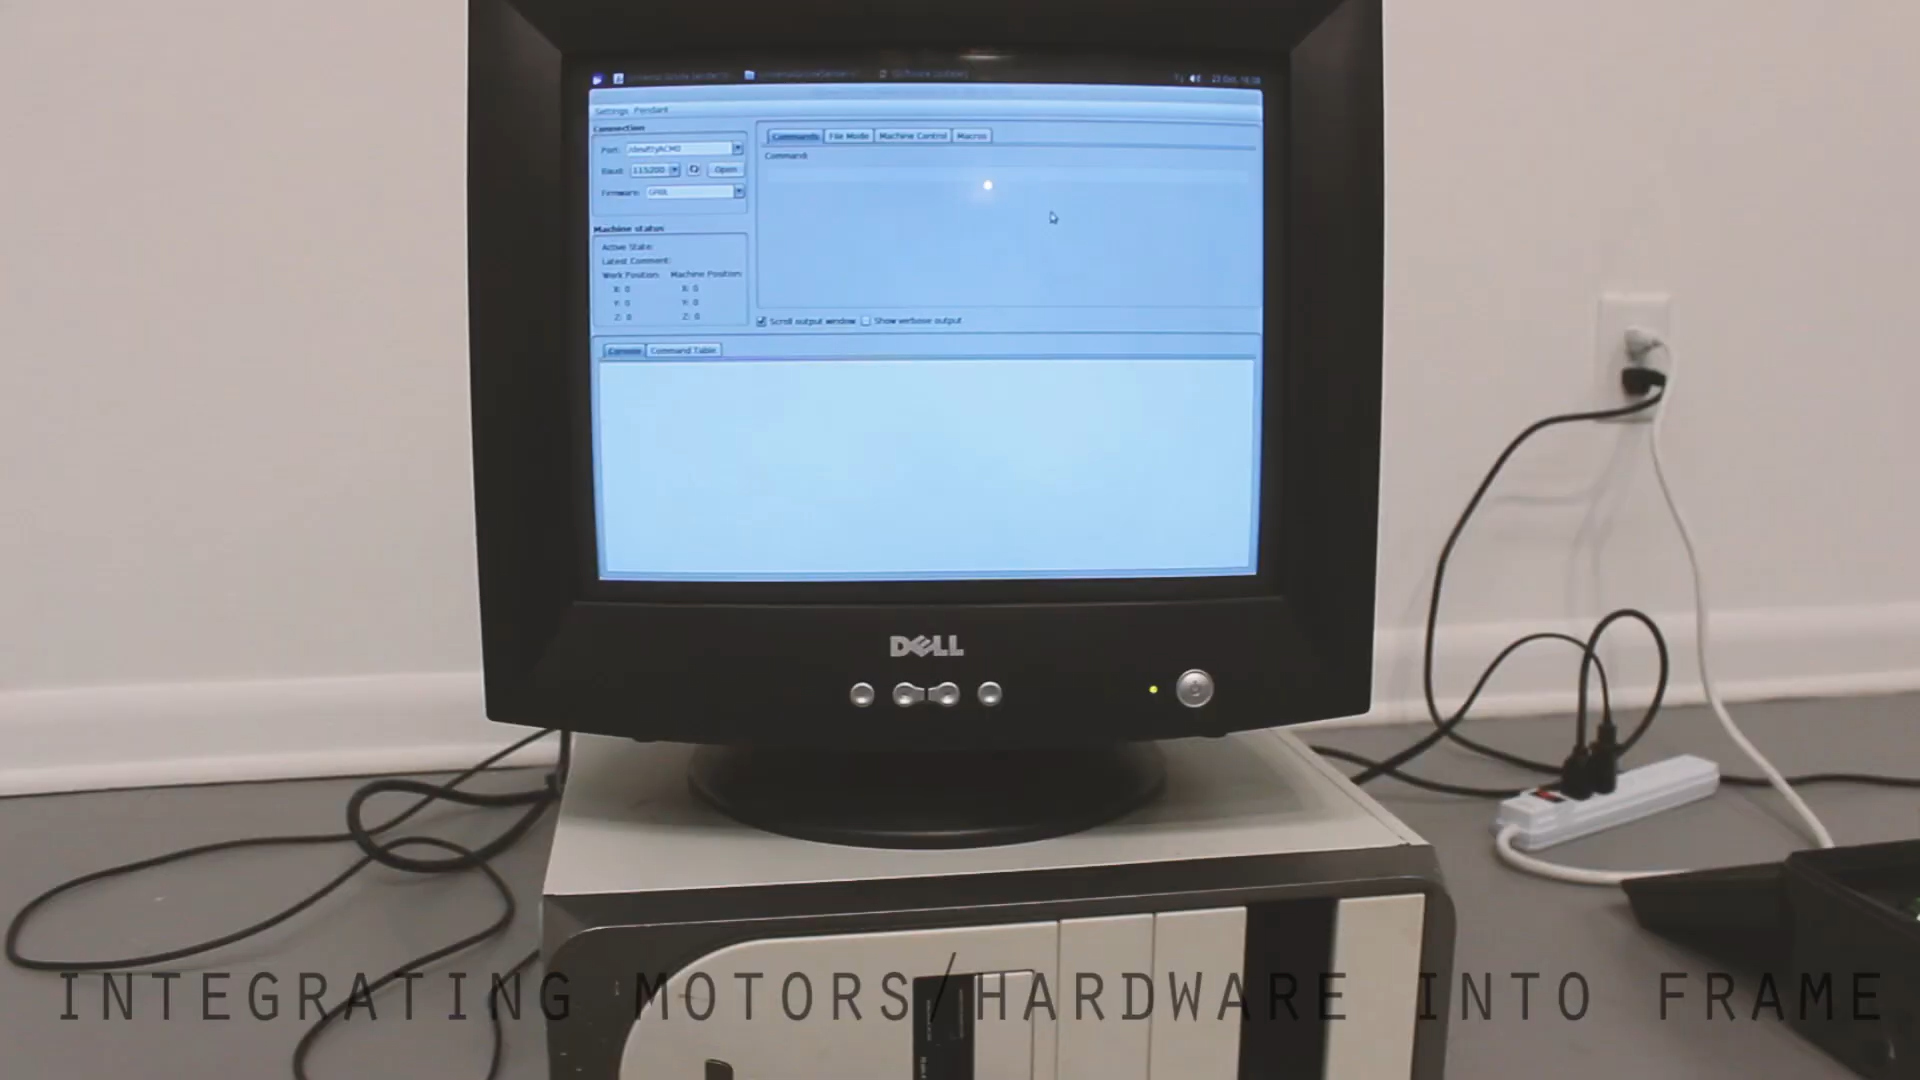 Settings Pendant
Connection
Port: /dev/ttyACM0
Baud: 115200 Open
Firmware: GRBL
Machine status
Active State:
Latest Comment:
Work Position: Machine Position:
X: 0 X: 0
Y: 0 Y: 0
Z: 0 Z: 0
Commands File Mode Machine Control Macros
Command:
Scroll output window Show verbose output
Console Command Table
DELL
INTEGRATING MOTORS/HARDWARE INTO FRAME